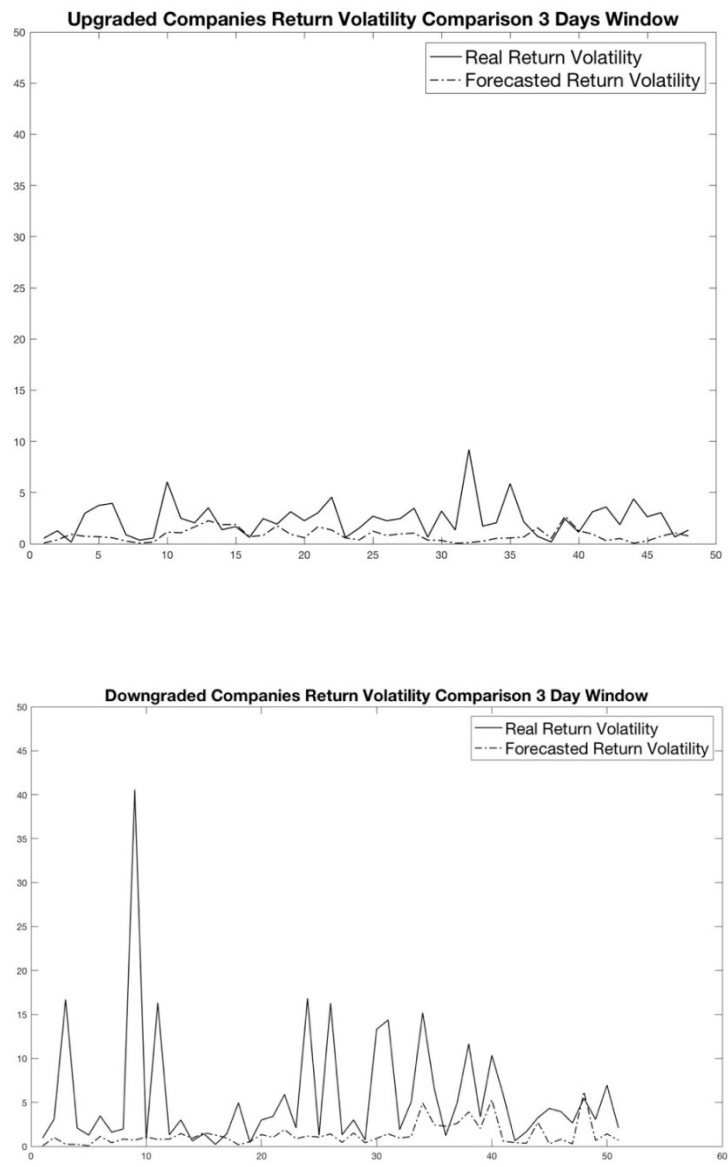 Upgraded Companies Return Volatility Comparison 3 Days Window
50
45
40
35
30
25
20
15
10
5
0
Real Return Volatility
Forecasted Return Volatility
0 5 10 15 20 25 30 35 40 45 50
Downgraded Companies Return Volatility Comparison 3 Day Window
50
45
40
35
30
25
20
15
10
5
0
Real Return Volatility
Forecasted Return Volatility
0 10 20 30 40 50 60